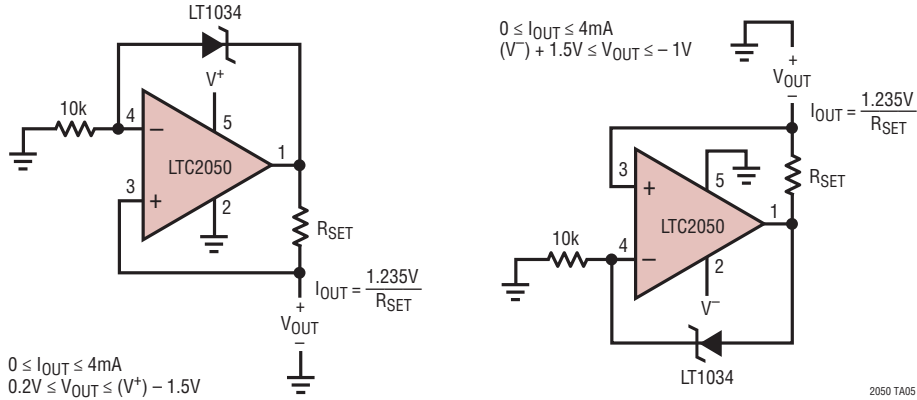 LT1034
V+
10k
4
5
–
LTC2050
1
3
+
2
RSET
IOUT = 1.235V
RSET
+
VOUT
–
0 ≤ IOUT ≤ 4mA
0.2V ≤ VOUT ≤ (V+) – 1.5V
0 ≤ IOUT ≤ 4mA
(V–) + 1.5V ≤ VOUT ≤ – 1V
+
VOUT
–
IOUT = 1.235V
RSET
3
5
+
RSET
LTC2050
1
10k
4
–
2
V–
LT1034
2050 TA05